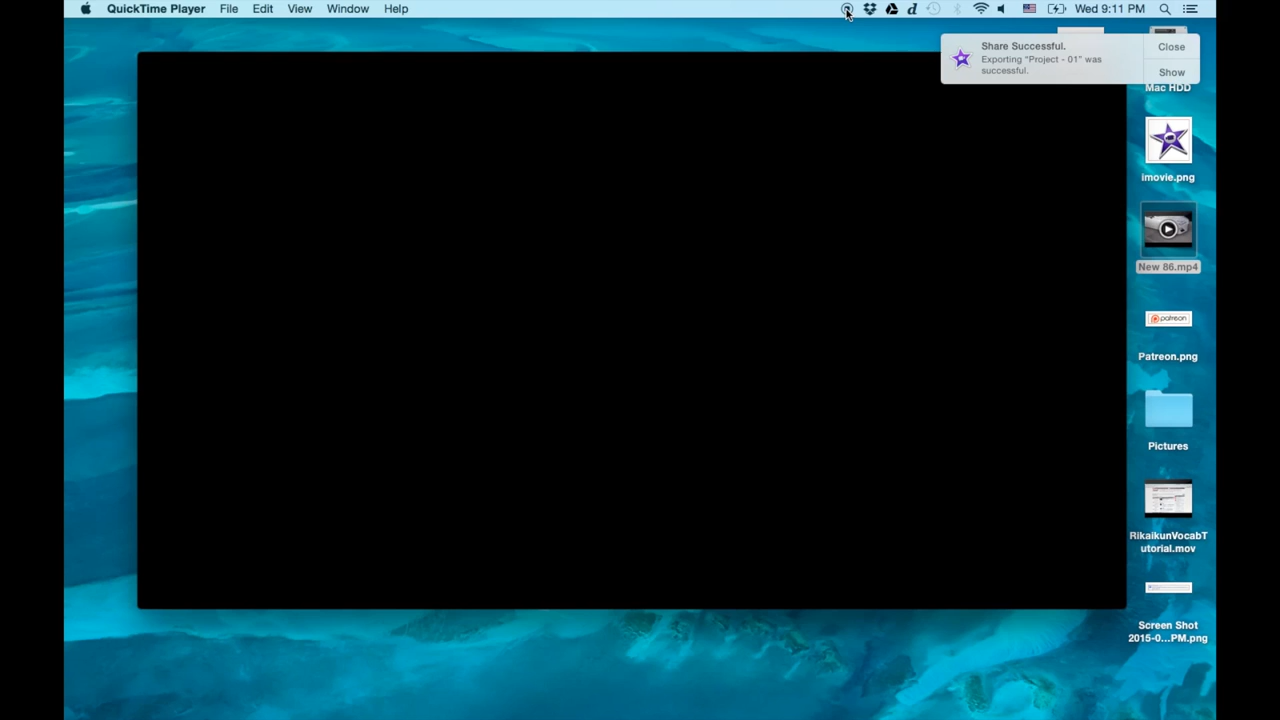 QuickTime Player File Edit View Window Help
d Wed 9:11 PM
Share Successful.
Close
Exporting "Project - 01" was
successful.
Show
Mac HDD
imovie.png
New 86.mp4
patreon
Patreon.png
Pictures
RikaikunVocabT
utorial.mov
Screen Shot
2015-0...PM.png